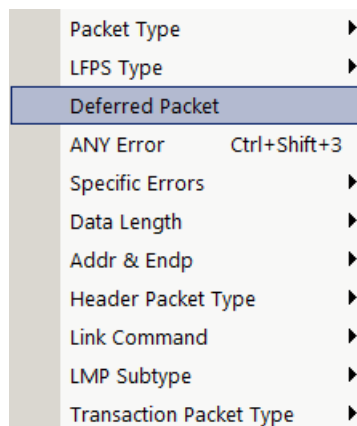 Packet Type
LFPS Type
Deferred Packet
ANY Error Ctrl+Shift+3
Specific Errors
Data Length
Addr & Endp
Header Packet Type
Link Command
LMP Subtype
Transaction Packet Type